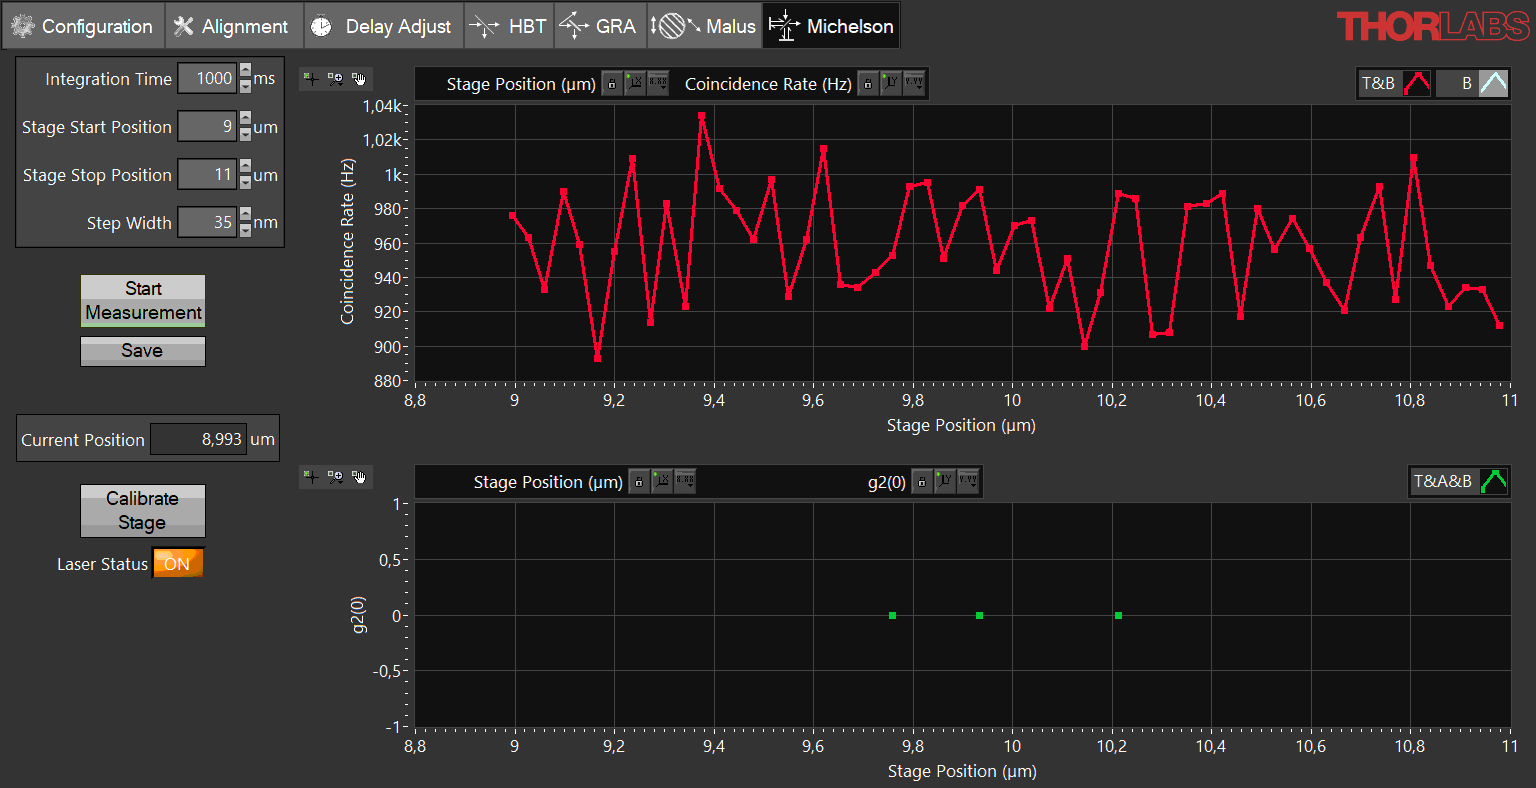 Configuration Alignment Delay Adjust HBT GRA Malus Michelson
THORLABS
Integration Time 1000 ms
Stage Start Position 9 um
Stage Stop Position 11 um
Step Width 35 nm
Start
Measurement
Save
Current Position 8,993 um
Calibrate
Stage
Laser Status ON
Stage Position (µm) Coincidence Rate (Hz)
T&B B
Coincidence Rate (Hz)
1,04k
1,02k
1k
980
960
940
920
900
880
8,8 9 9,2 9,4 9,6 9,8 10 10,2 10,4 10,6 10,8 11
Stage Position (µm)
Stage Position (µm) g2(0)
T&A&B
g2(0)
1
0,5
0
-0,5
-1
8,8 9 9,2 9,4 9,6 9,8 10 10,2 10,4 10,6 10,8 11
Stage Position (µm)